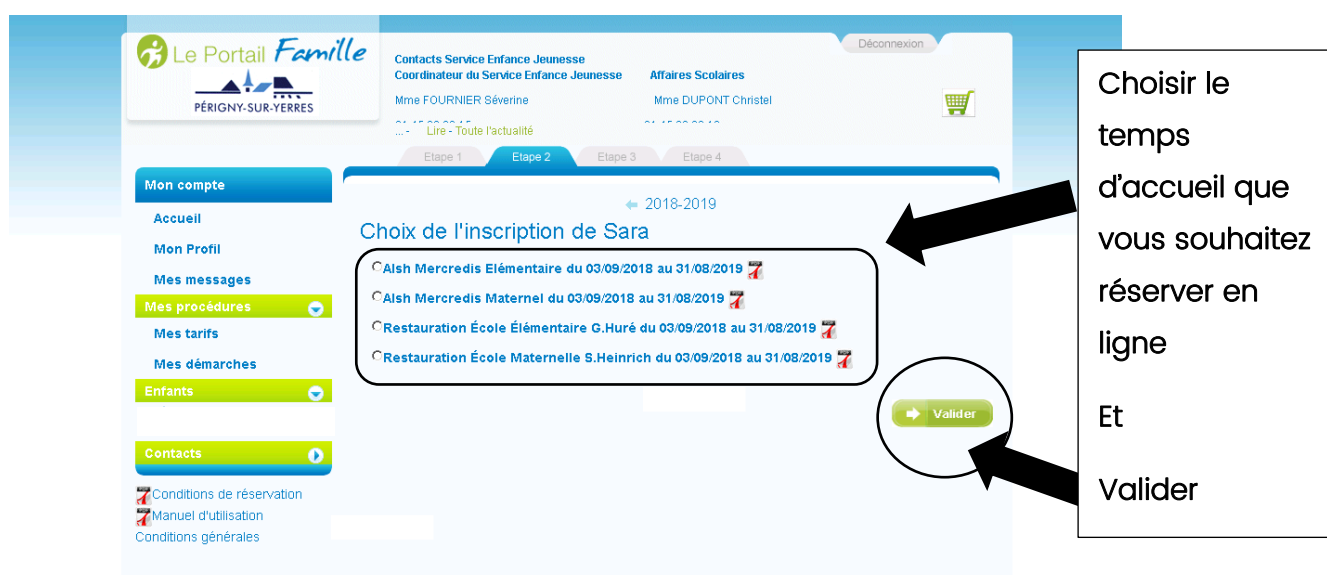 Le Portail Famille
PÉRIGNY-SUR-YERRES
Contacts Service Enfance Jeunesse
Coordinateur du Service Enfance Jeunesse Affaires Scolaires
Mme FOURNIER Séverine Mme DUPONT Christel
... - Lire - Toute l'actualité
Déconnexion
Etape 1 Etape 2 Etape 3 Etape 4
Mon compte
Accueil
Mon Profil
Mes messages
Mes procédures
Mes tarifs
Mes démarches
Enfants
Contacts
Conditions de réservation
Manuel d'utilisation
Conditions générales
2018-2019
Choix de l'inscription de Sara
Alsh Mercredis Elémentaire du 03/09/2018 au 31/08/2019
Alsh Mercredis Maternel du 03/09/2018 au 31/08/2019
Restauration École Élémentaire G.Huré du 03/09/2018 au 31/08/2019
Restauration École Maternelle S.Heinrich du 03/09/2018 au 31/08/2019
Valider
Choisir le
temps
d'accueil que
vous souhaitez
réserver en
ligne
Et
Valider